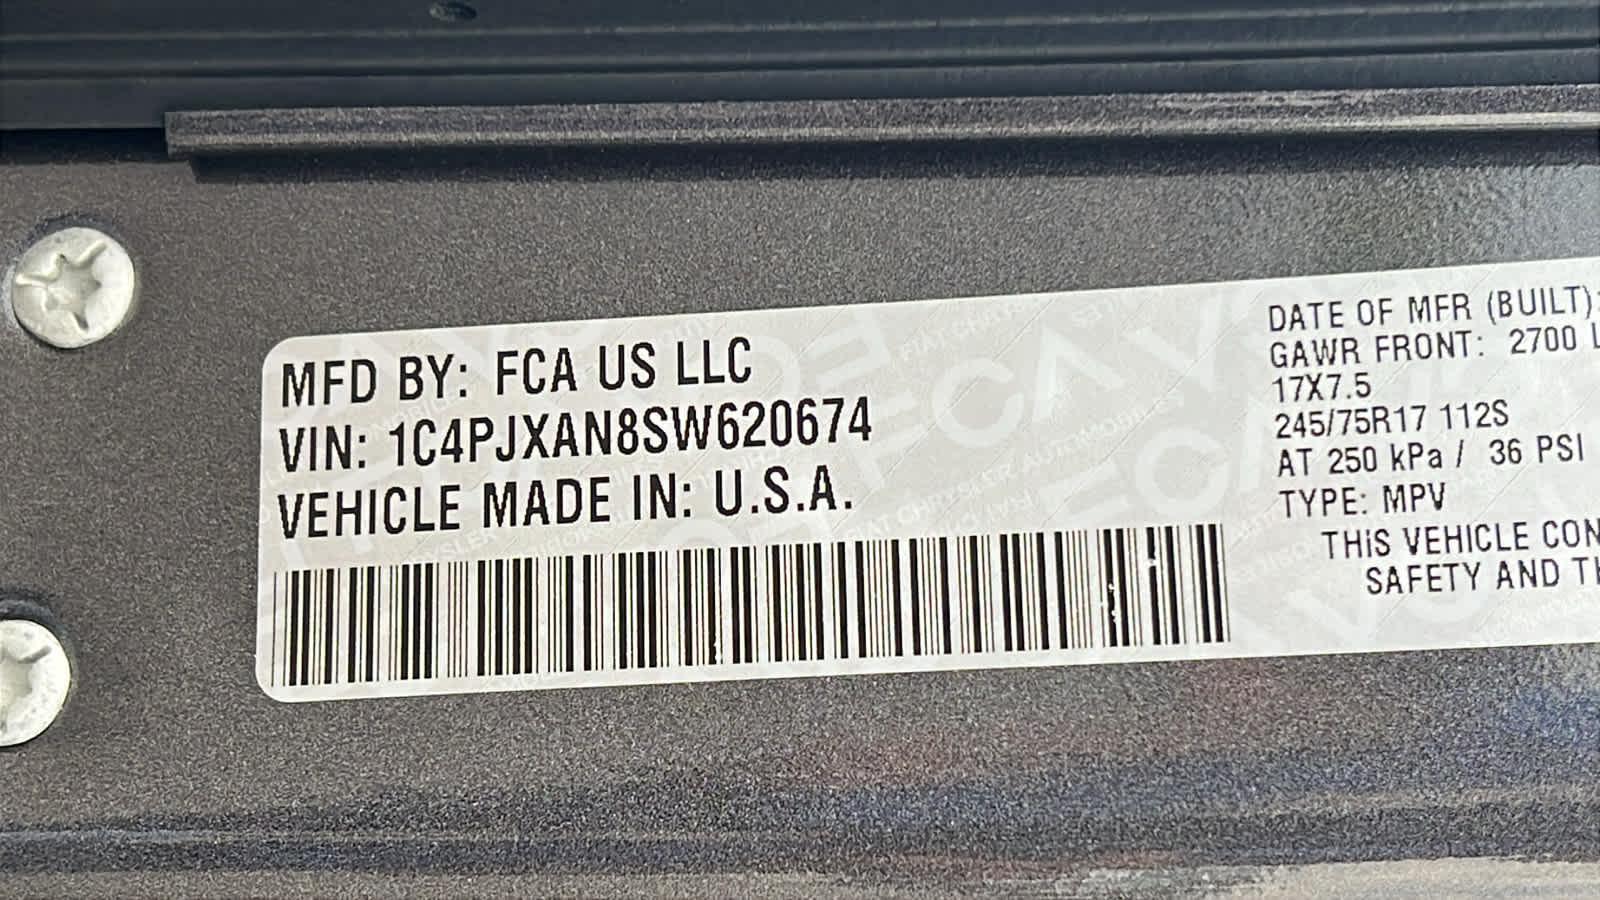 MFD BY: FCA US LLC
VIN: 1C4PJXAN8SW620674
VEHICLE MADE IN: U.S.A.
DATE OF MFR (BUILT):
GAWR FRONT: 2700 L
17X7.5
245/75R17 112S
AT 250 kPa / 36 PSI
TYPE: MPV
THiS VEHICLE CON
SAFETY AND TH